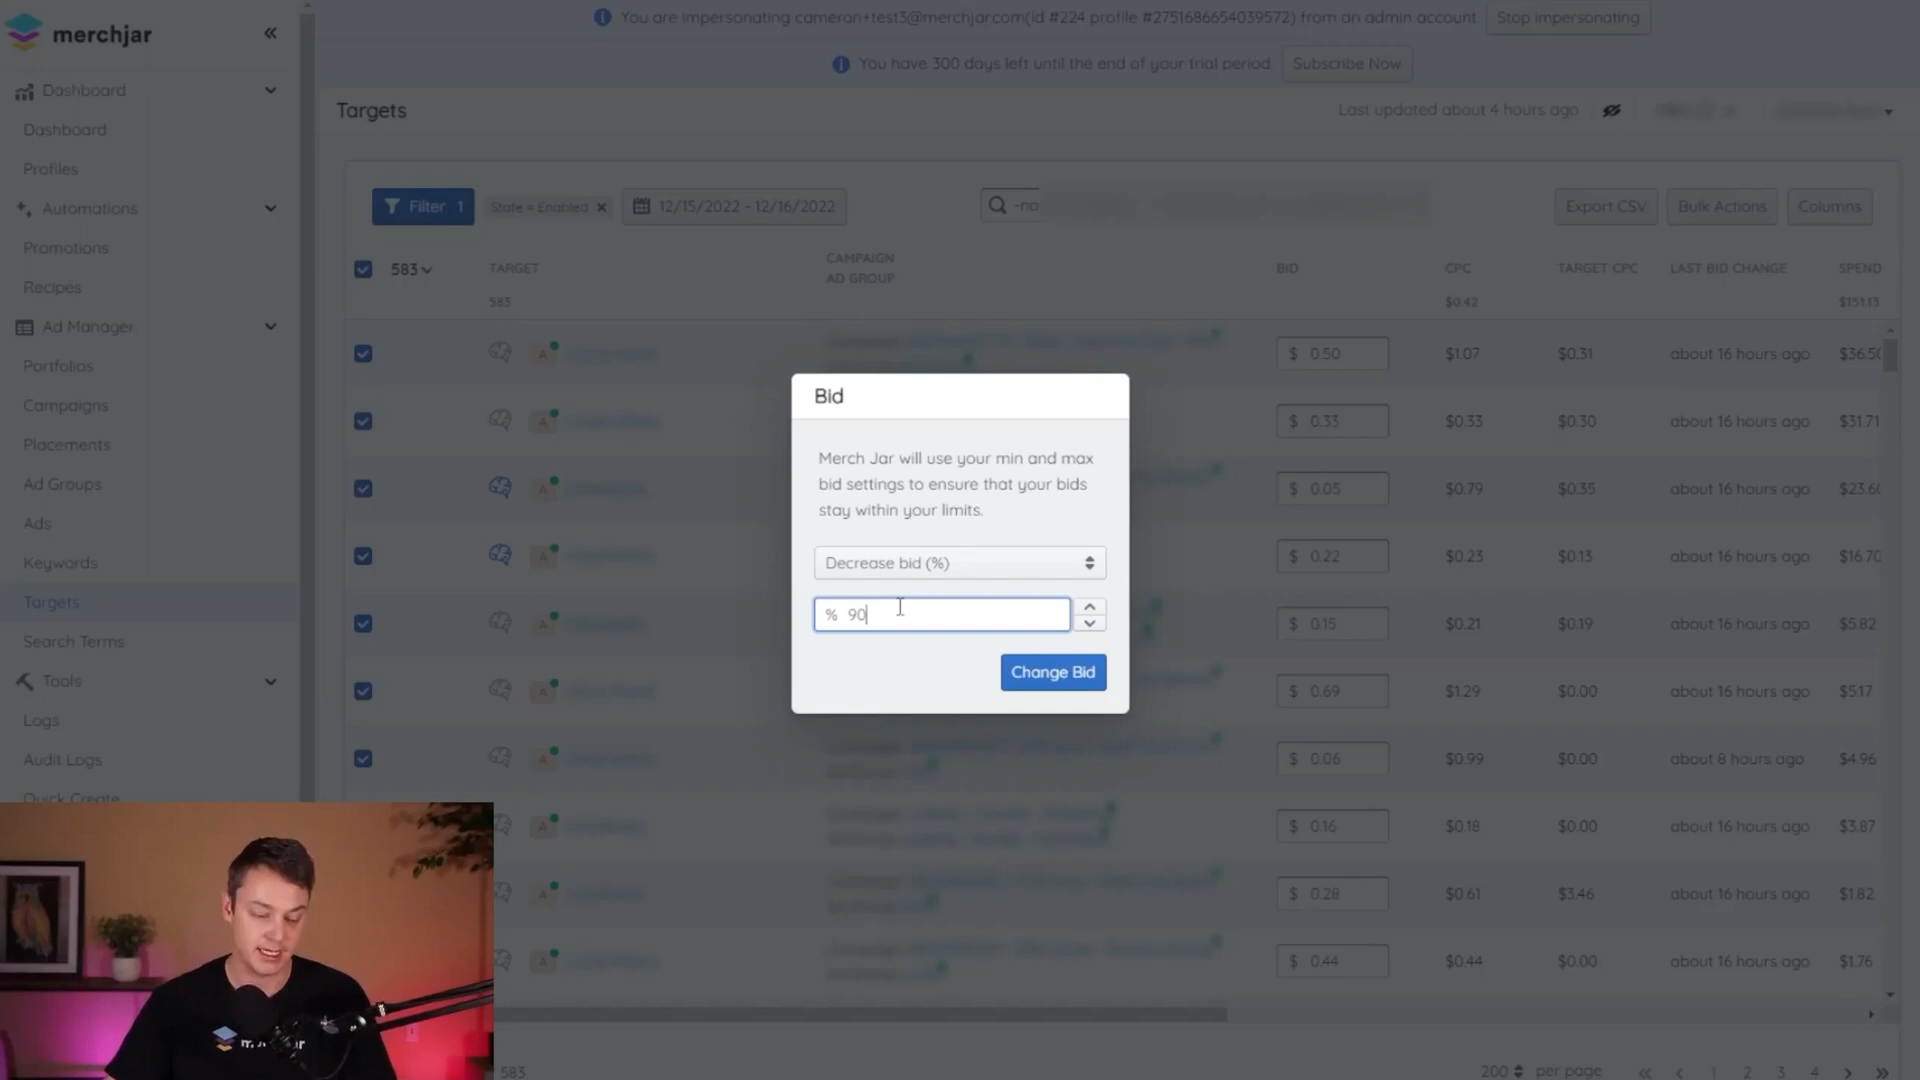 merchjar
«
You are impersonating cameron+test3@merchjarcom(id #224 profile #2751686654039572) from an admin account
Stop impersonating
You have 300 days left until the end of your trial period.
Subscribe Now
Dashboard
Dashboard
Profiles
Automations
Promotions
Recipes
Ad Manager
Portfolios
Campaigns
Placements
Ad Groups
Ads
Keywords
Targets
Search Terms
Tools
Logs
Audit Logs
Quick Create
Targets
Last updated about 4 hours ago
Filter 1
State = Enabled ×
12/15/2022 - 12/16/2022
-na
Export CSV
Bulk Actions
Columns
583
TARGET
CAMPAIGN
AD GROUP
BID
CPC
TARGET CPC
LAST BID CHANGE
SPEND
583
$0.42
$151.13
A $ 0.50 $1.07 $0.31 about 16 hours ago $36.50
A $ 0.33 $0.33 $0.30 about 16 hours ago $31.71
A $ 0.05 $0.79 $0.35 about 16 hours ago $23.60
A $ 0.22 $0.23 $0.13 about 16 hours ago $16.70
A $ 0.15 $0.21 $0.19 about 16 hours ago $5.82
A $ 0.69 $1.29 $0.00 about 16 hours ago $5.17
A $ 0.06 $0.99 $0.00 about 8 hours ago $4.96
A $ 0.16 $0.18 $0.00 about 16 hours ago $3.87
A $ 0.28 $0.61 $3.46 about 16 hours ago $1.82
A $ 0.44 $0.44 $0.00 about 16 hours ago $1.76
Bid
Merch Jar will use your min and max
bid settings to ensure that your bids
stay within your limits.
Decrease bid (%)
% 90
Change Bid
583
200 per page « ‹ 1 2 3 4 › »